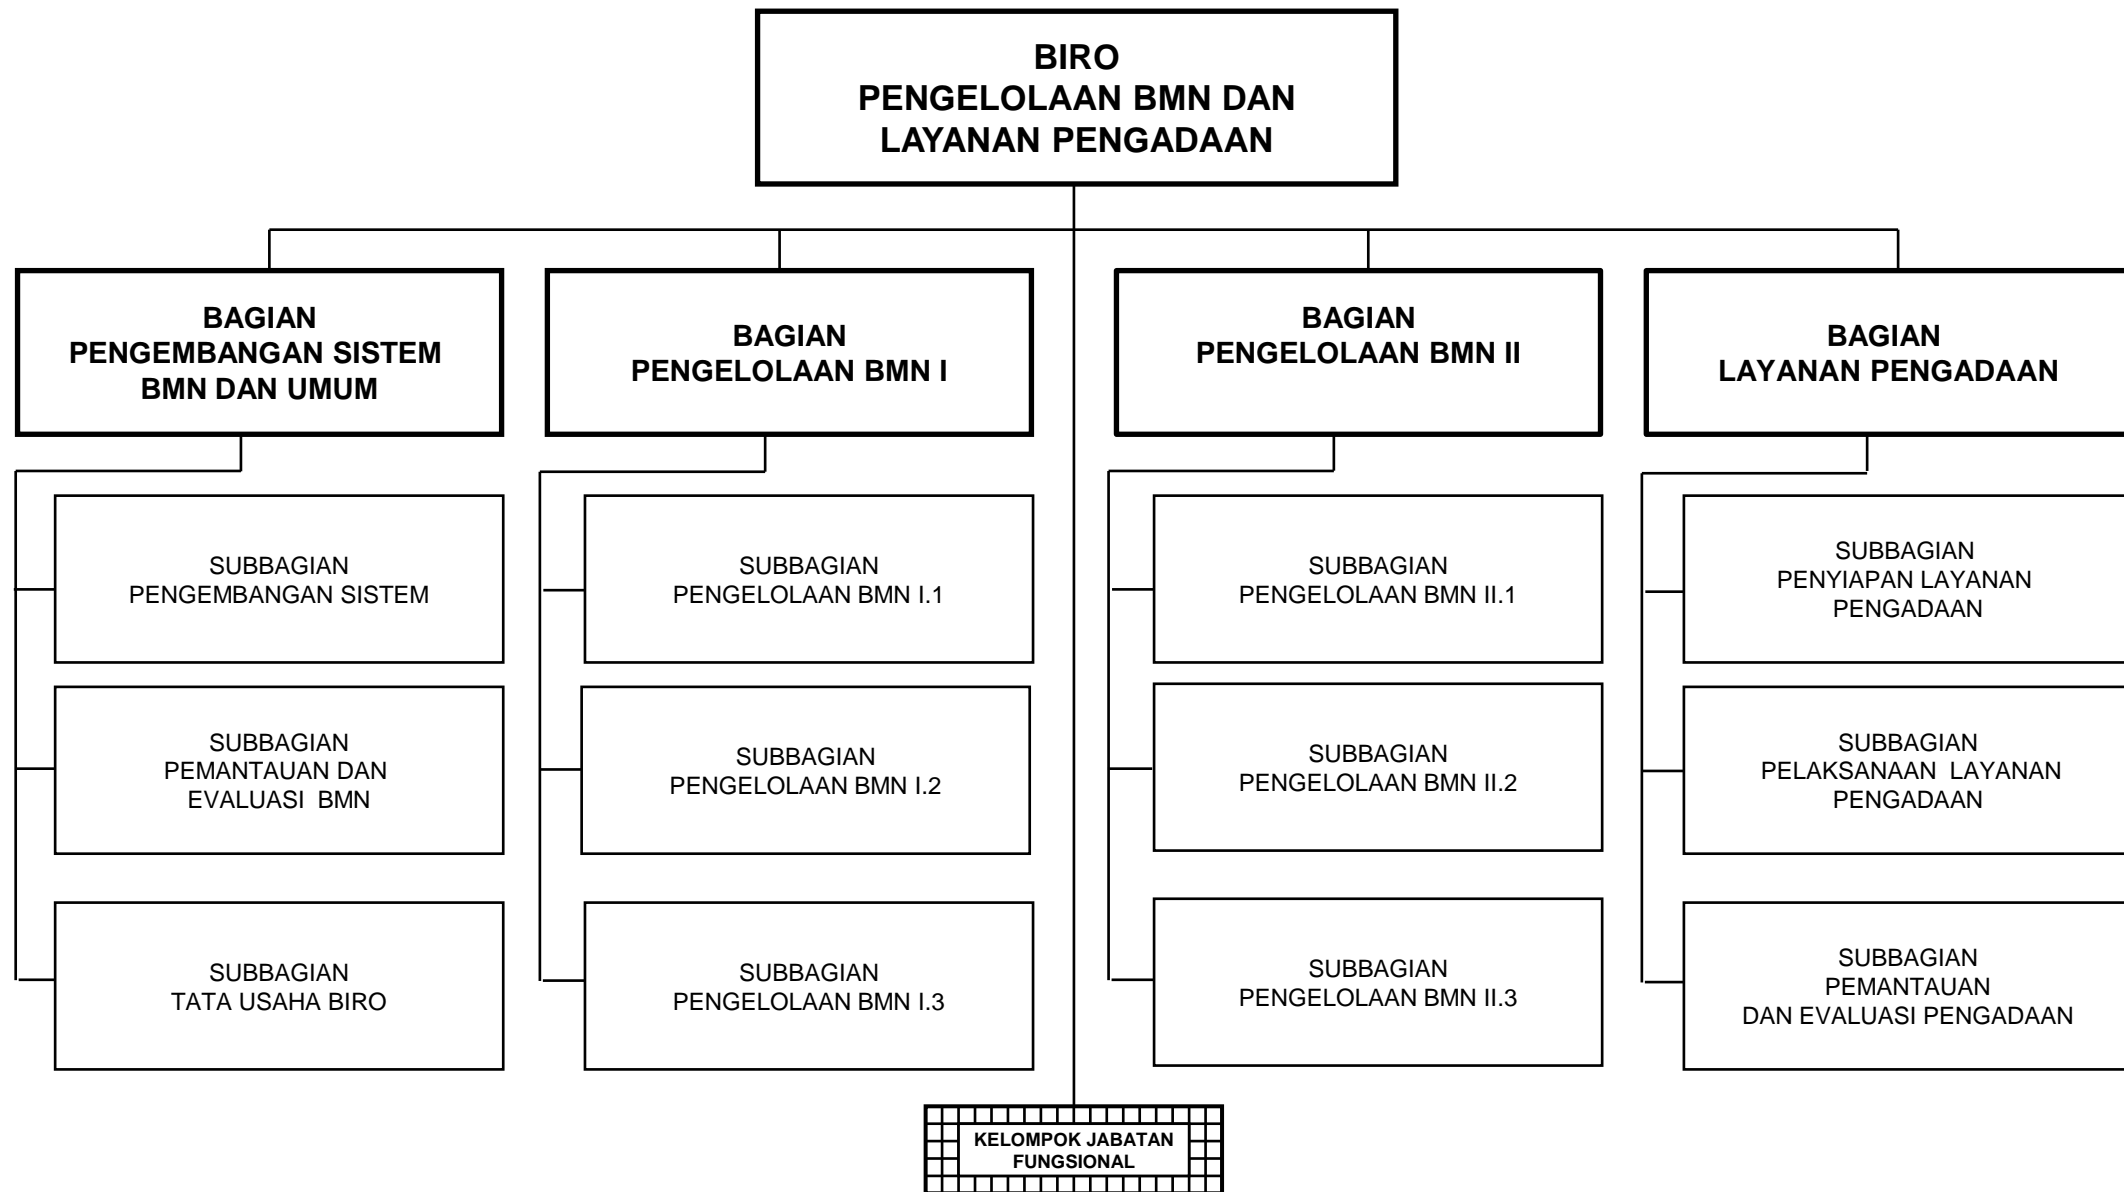 BIRO
PENGELOLAAN BMN DAN
LAYANAN PENGADAAN
BAGIAN
PENGEMBANGAN SISTEM
BMN DAN UMUM
BAGIAN
PENGELOLAAN BMN I
BAGIAN
PENGELOLAAN BMN II
BAGIAN
LAYANAN PENGADAAN
SUBBAGIAN
PENGEMBANGAN SISTEM
SUBBAGIAN
PENGELOLAAN BMN I.1
SUBBAGIAN
PENGELOLAAN BMN II.1
SUBBAGIAN
PENYIAPAN LAYANAN
PENGADAAN
SUBBAGIAN
PEMANTAUAN DAN
EVALUASI BMN
SUBBAGIAN
PENGELOLAAN BMN I.2
SUBBAGIAN
PENGELOLAAN BMN II.2
SUBBAGIAN
PELAKSANAAN LAYANAN
PENGADAAN
SUBBAGIAN
TATA USAHA BIRO
SUBBAGIAN
PENGELOLAAN BMN I.3
SUBBAGIAN
PENGELOLAAN BMN II.3
SUBBAGIAN
PEMANTAUAN
DAN EVALUASI PENGADAAN
KELOMPOK JABATAN
FUNGSIONAL